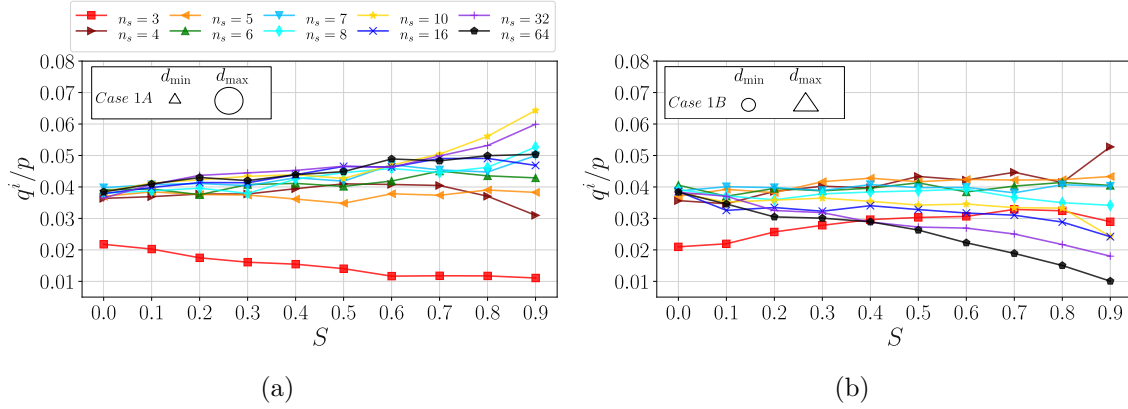 n_s = 3 n_s = 5 n_s = 7 n_s = 10 n_s = 32
n_s = 4 n_s = 6 n_s = 8 n_s = 16 n_s = 64
0.08
0.07
0.06
0.05
0.04
0.03
0.02
0.01
q^i/p
d_min d_max
Case 1A
0.0 0.1 0.2 0.3 0.4 0.5 0.6 0.7 0.8 0.9
S
(a)
0.08
0.07
0.06
0.05
0.04
0.03
0.02
0.01
q^i/p
d_min d_max
Case 1B
0.0 0.1 0.2 0.3 0.4 0.5 0.6 0.7 0.8 0.9
S
(b)